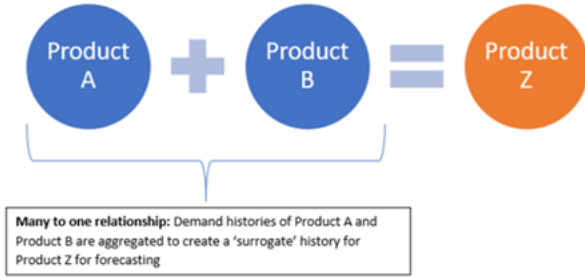 Product
A
Product
B
Product
Z
Many to one relationship: Demand histories of Product A and
Product B are aggregated to create a 'surrogate' history for
Product Z for forecasting